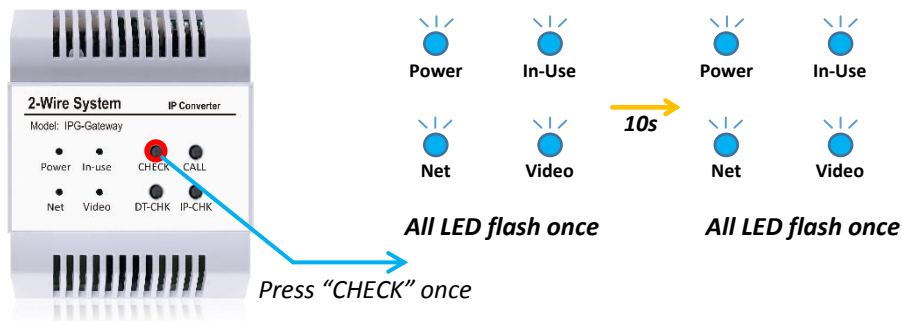 2-Wire System IP Converter
Model: IPG-Gateway
Power In-use CHECK CALL
Net Video DT-CHK IP-CHK
Press “CHECK” once
Power In-Use
Net Video
All LED flash once
10s
Power In-Use
Net Video
All LED flash once